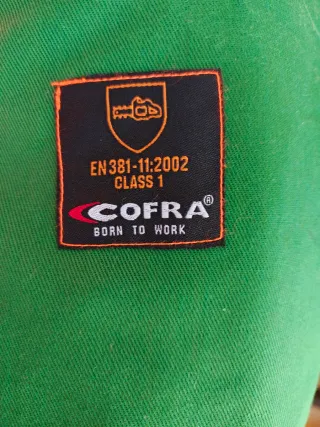 EN 381-11:2002
CLASS 1
COFRA®
BORN TO WORK